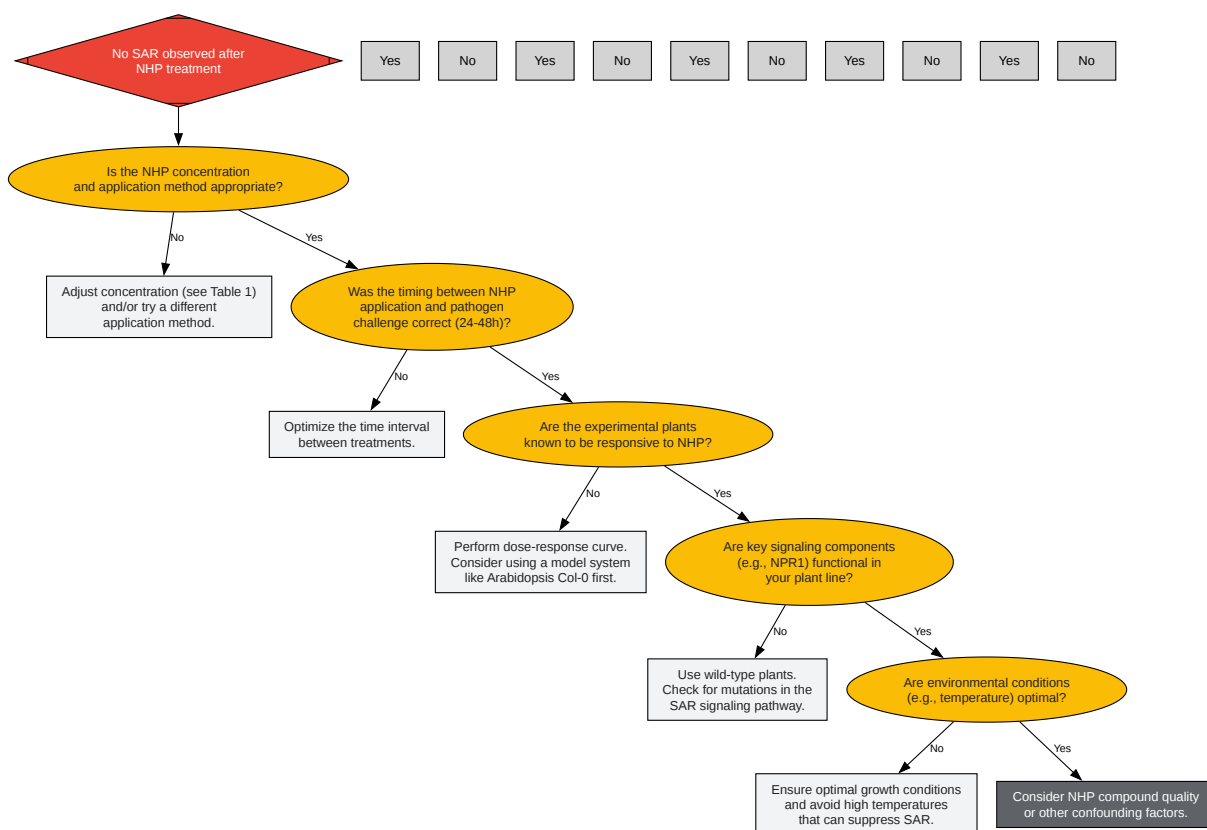 No SAR observed after
NHP treatment
Yes
No
Yes
No
Yes
No
Yes
No
Yes
No
Is the NHP concentration
and application method appropriate?
No
Yes
Adjust concentration (see Table 1)
and/or try a different
application method.
Was the timing between NHP
application and pathogen
challenge correct (24-48h)?
No
Yes
Optimize the time interval
between treatments.
Are the experimental plants
known to be responsive to NHP?
No
Yes
Perform dose-response curve.
Consider using a model system
like Arabidopsis Col-0 first.
Are key signaling components
(e.g., NPR1) functional in
your plant line?
No
Yes
Use wild-type plants.
Check for mutations in the
SAR signaling pathway.
Are environmental conditions
(e.g., temperature) optimal?
No
Yes
Ensure optimal growth conditions
and avoid high temperatures
that can suppress SAR.
Consider NHP compound quality
or other confounding factors.